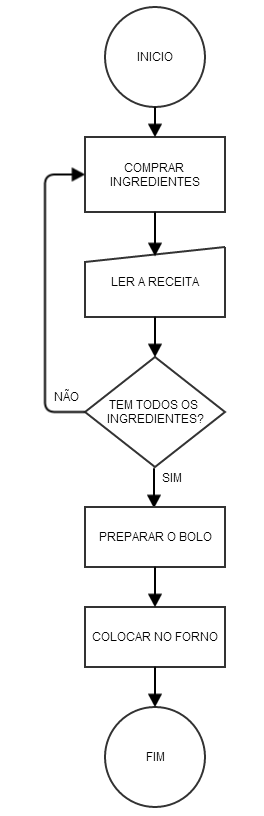 INICIO
COMPRAR
INGREDIENTES
LER A RECEITA
TEM TODOS OS
INGREDIENTES?
NÃO
SIM
PREPARAR O BOLO
COLOCAR NO FORNO
FIM